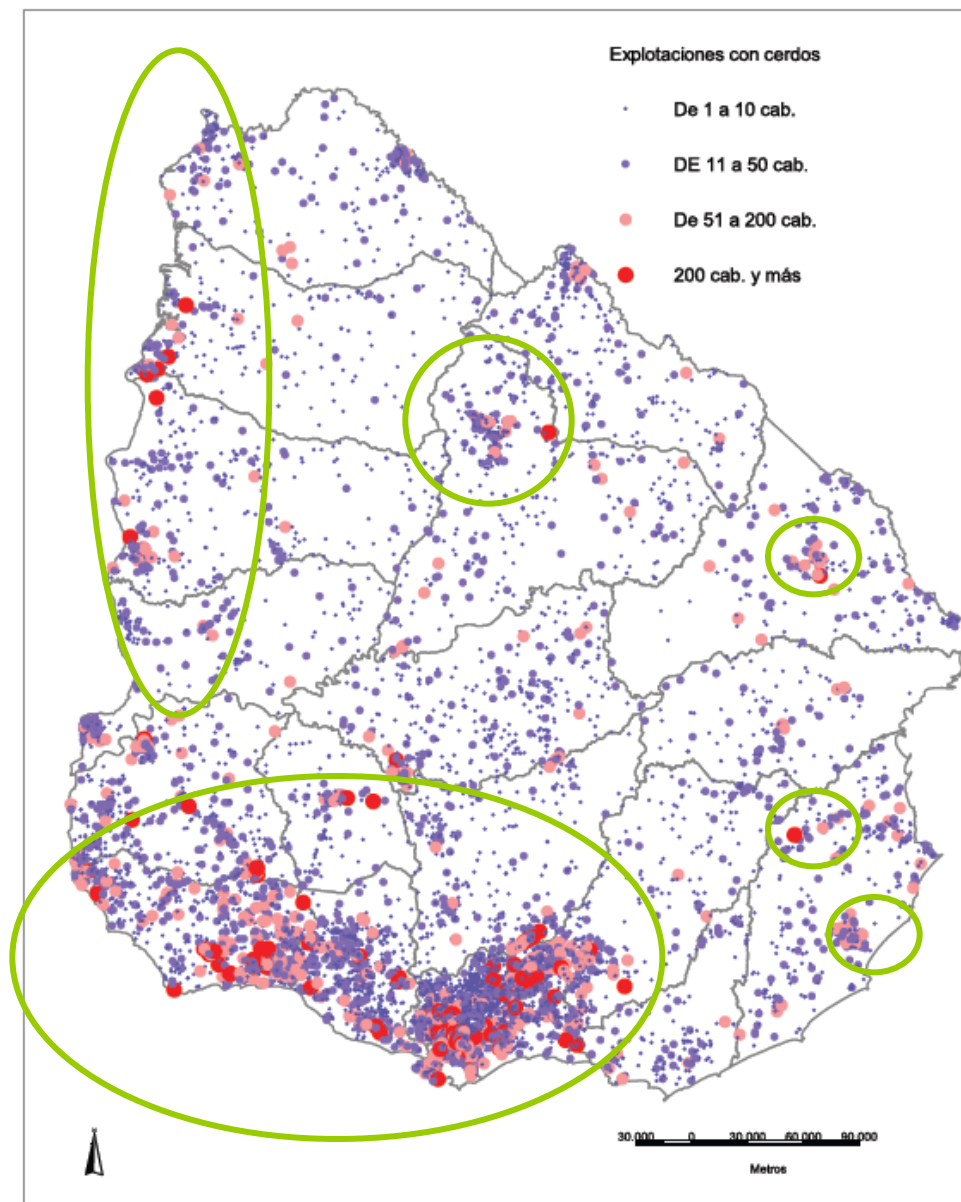 Explotaciones con cerdos
De 1 a 10 cab.
DE 11 a 50 cab.
De 51 a 200 cab.
200 cab. y más
30.000 0 30.000 60.000 90.000
Metros